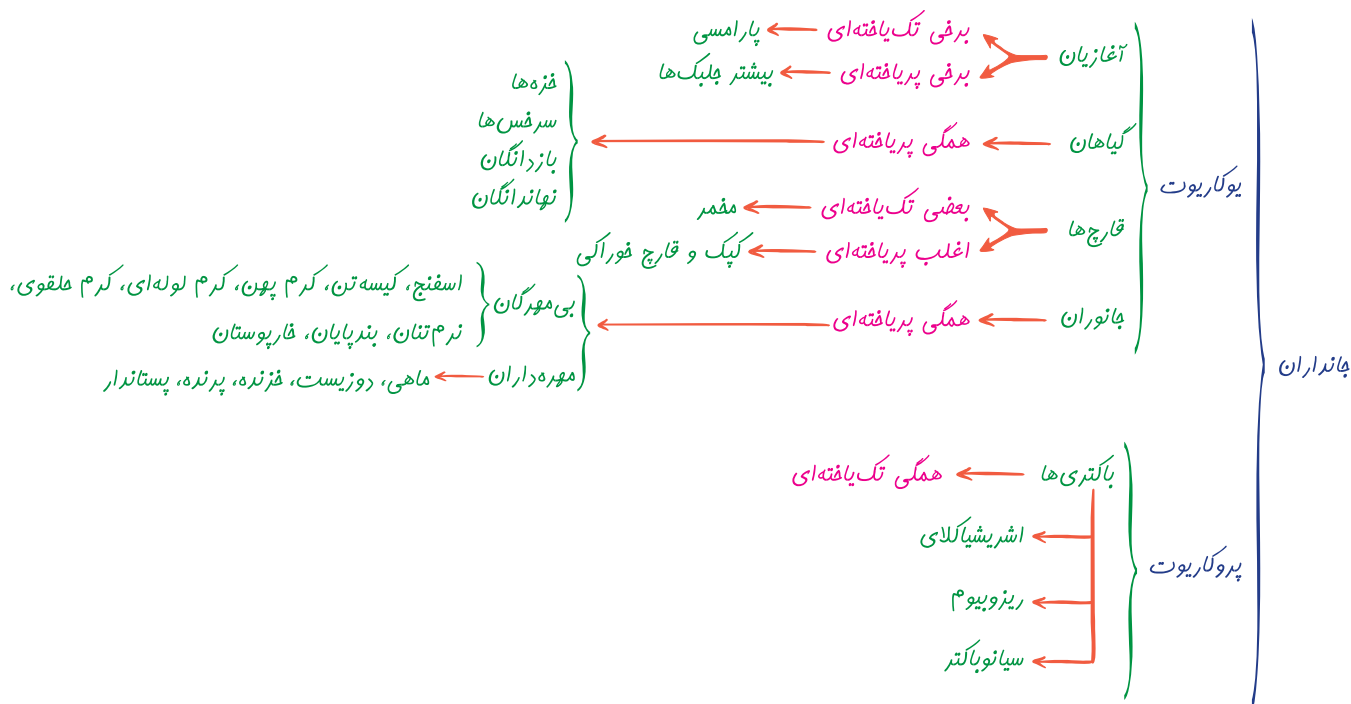 جانداران
یوکاریوت
آغازیان
برخی تک‌یاخته‌ای
پارامسی
برخی پریاخته‌ای
بیشتر جلبک‌ها
گیاهان
همگی پریاخته‌ای
خزه‌ها
سرخس‌ها
بازدانگان
نهاندانگان
قارچ‌ها
بعضی تک‌یاخته‌ای
مخمر
اغلب پریاخته‌ای
کپک و قارچ خوراکی
جانوران
همگی پریاخته‌ای
بی‌مهرگان
اسفنج، کیسه‌تن، کرم پهن، کرم لوله‌ای، کرم حلقوی،
نرم‌تنان، بندپایان، خارپوستان
مهره‌داران
ماهی، دوزیست، خزنده، پرنده، پستاندار
پروکاریوت
باکتری‌ها
همگی تک‌یاخته‌ای
اشریشیاکلای
ریزوبیوم
سیانوباکتر